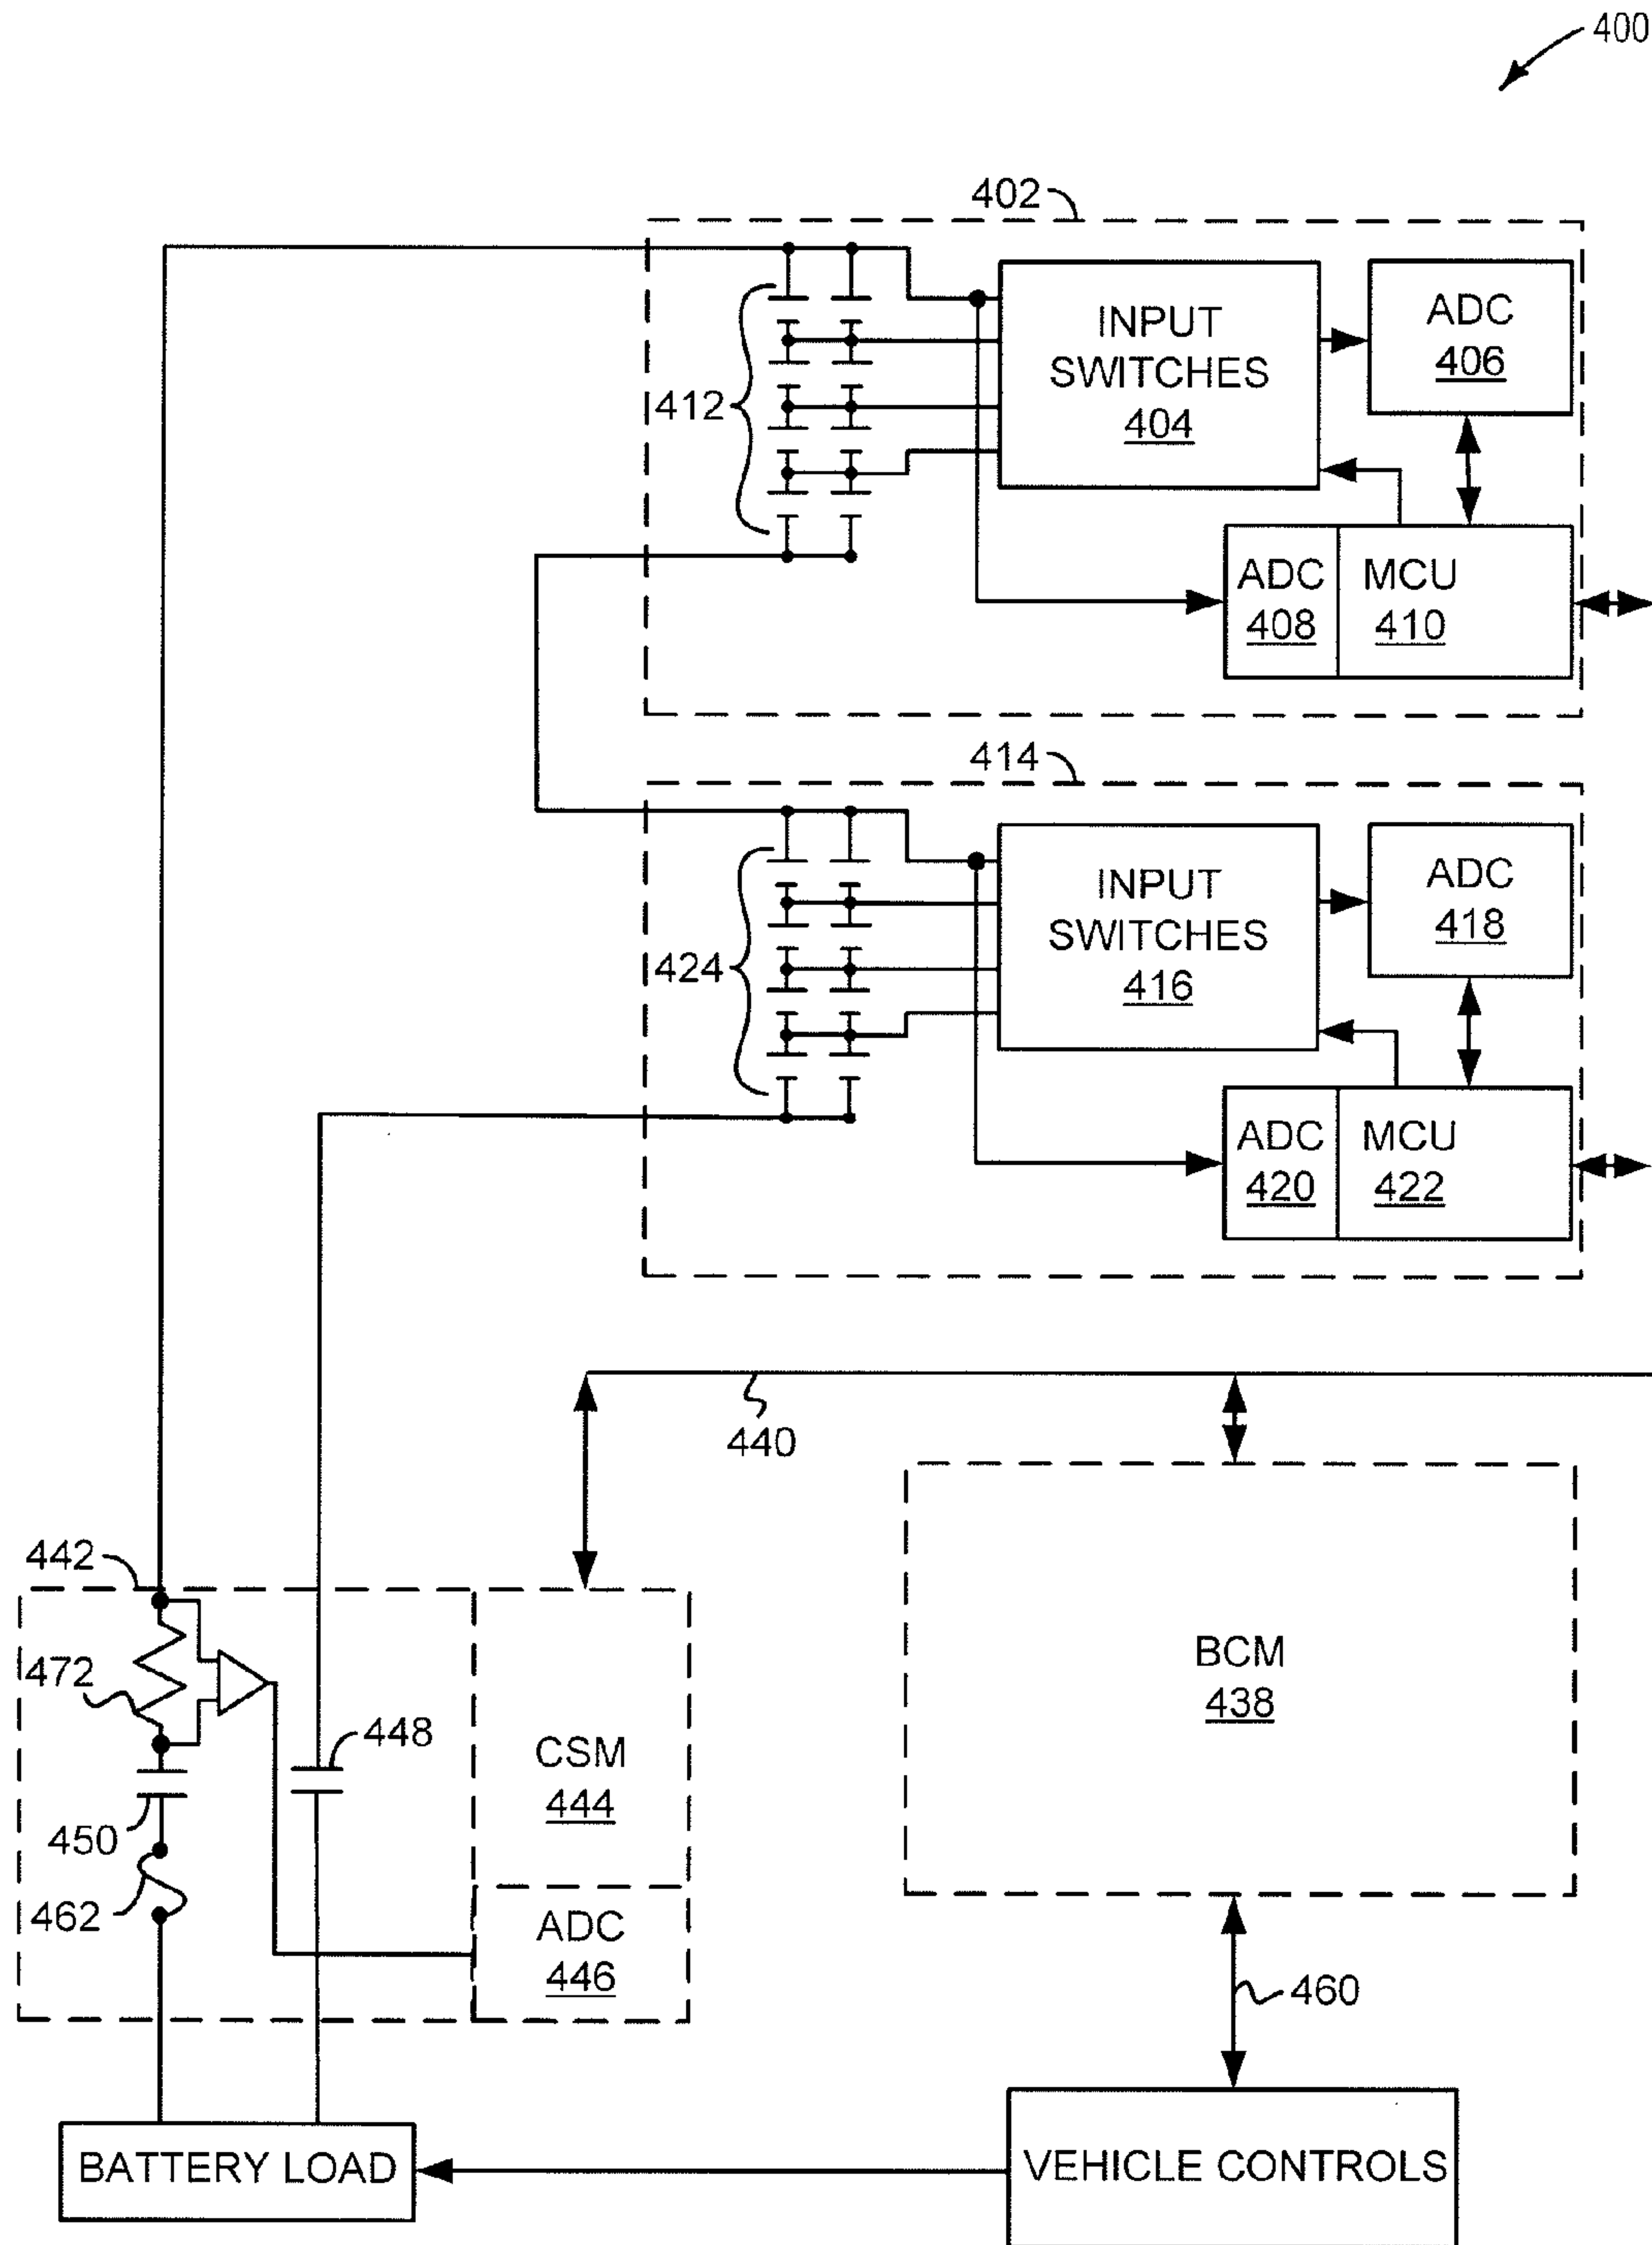 400
402
INPUT
SWITCHES
404
ADC
406
412
ADC
408
MCU
410
414
INPUT
SWITCHES
416
ADC
418
424
ADC
420
MCU
422
440
442
BCM
438
472
448
CSM
444
450
462
ADC
446
460
BATTERY LOAD
VEHICLE CONTROLS